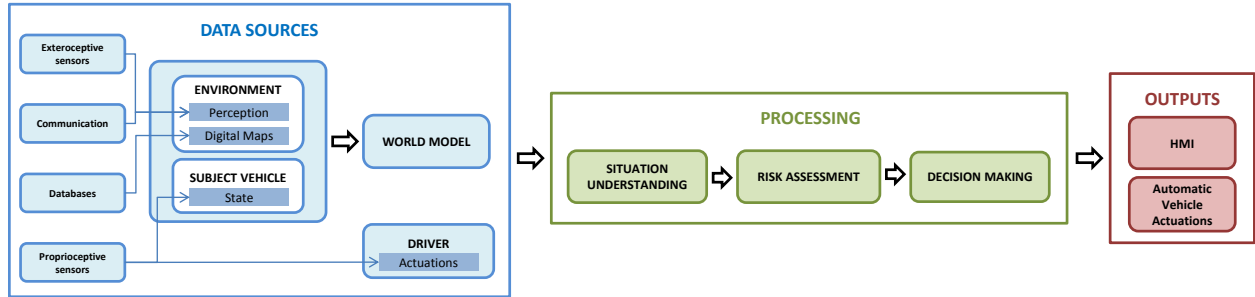 DATA SOURCES
Exteroceptive
sensors
Communication
Databases
Proprioceptive
sensors
ENVIRONMENT
Perception
Digital Maps
SUBJECT VEHICLE
State
WORLD MODEL
DRIVER
Actuations
PROCESSING
SITUATION
UNDERSTANDING
RISK ASSESSMENT
DECISION MAKING
OUTPUTS
HMI
Automatic
Vehicle
Actuations